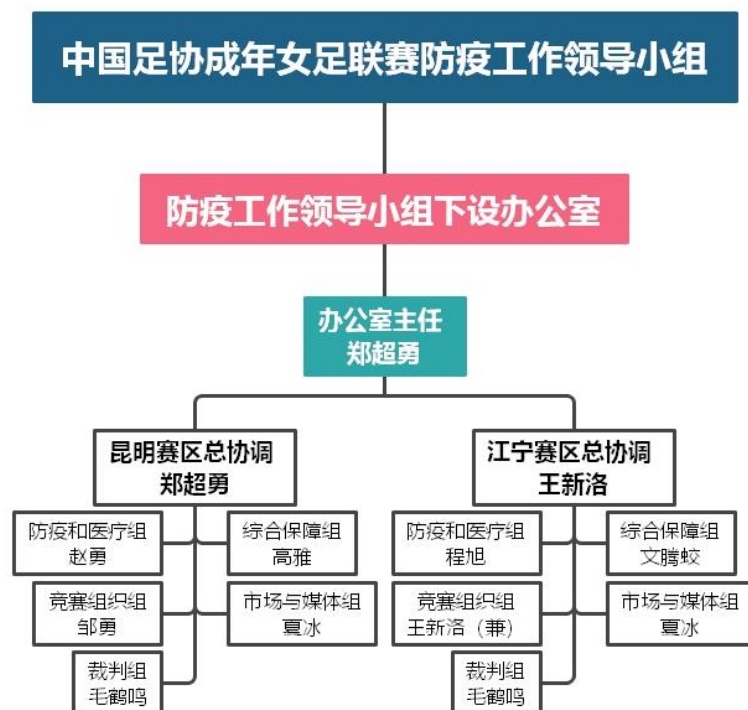 中国足协成年女足联赛防疫工作领导小组
防疫工作领导小组下设办公室
办公室主任
郑超勇
昆明赛区总协调
郑超勇
防疫和医疗组
赵勇
综合保障组
高雅
竞赛组织组
邹勇
市场与媒体组
夏冰
裁判组
毛鹤鸣
江宁赛区总协调
王新洛
防疫和医疗组
程旭
综合保障组
文腾蛟
竞赛组织组
王新洛（兼）
市场与媒体组
夏冰
裁判组
毛鹤鸣